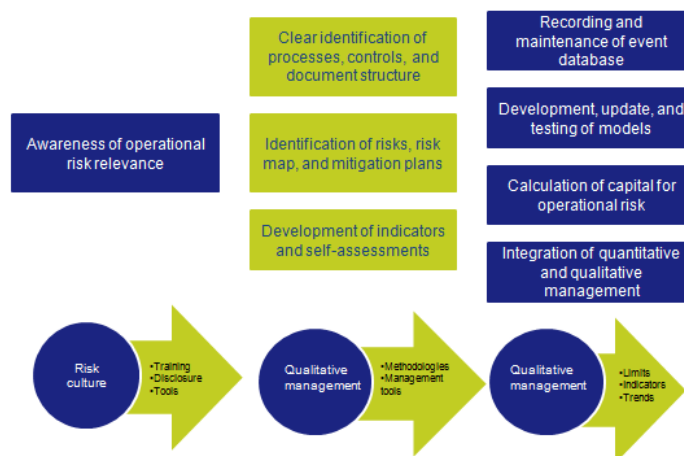 Awareness of operational
risk relevance
Clear identification of
processes, controls, and
document structure
Identification of risks, risk
map, and mitigation plans
Development of indicators
and self-assessments
Recording and
maintenance of event
database
Development, update, and
testing of models
Calculation of capital for
operational risk
Integration of quantitative
and qualitative
management
Risk
culture
•Training
•Disclosure
•Tools
Qualitative
management
•Methodologies
•Management
tools
Qualitative
management
•Limits
•Indicators
•Trends